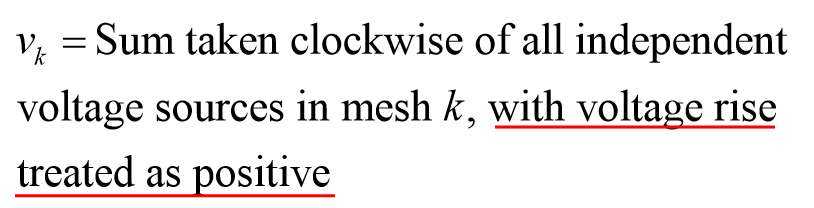 v_k = Sum taken clockwise of all independent
voltage sources in mesh k, with voltage rise
treated as positive